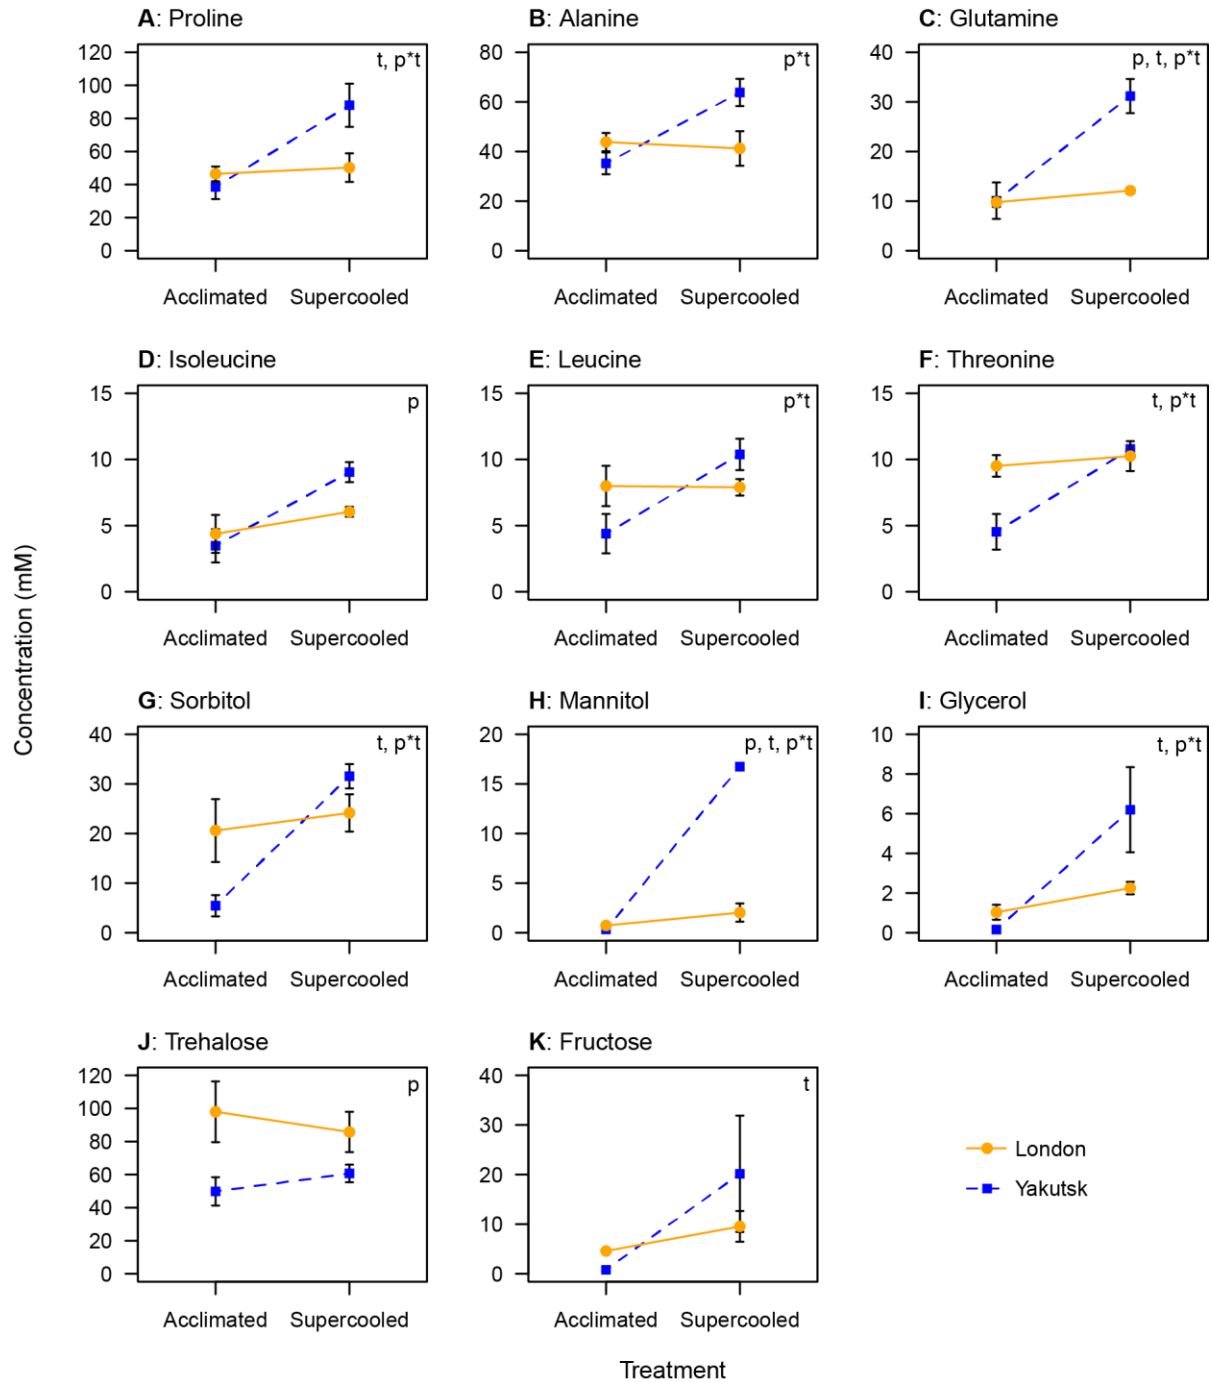 A: Proline
B: Alanine
C: Glutamine
120
100
80
60
40
20
0
t, p*t
80
60
40
20
0
p*t
40
30
20
10
0
p, t, p*t
Acclimated Supercooled
Acclimated Supercooled
Acclimated Supercooled
D: Isoleucine
E: Leucine
F: Threonine
15
10
5
0
p
15
10
5
0
p*t
15
10
5
0
t, p*t
Acclimated Supercooled
Acclimated Supercooled
Acclimated Supercooled
Concentration (mM)
G: Sorbitol
H: Mannitol
I: Glycerol
40
30
20
10
0
t, p*t
20
15
10
5
0
p, t, p*t
10
8
6
4
2
0
t, p*t
Acclimated Supercooled
Acclimated Supercooled
Acclimated Supercooled
J: Trehalose
K: Fructose
120
100
80
60
40
20
0
p
40
30
20
10
0
t
London
Yakutsk
Acclimated Supercooled
Acclimated Supercooled
Treatment